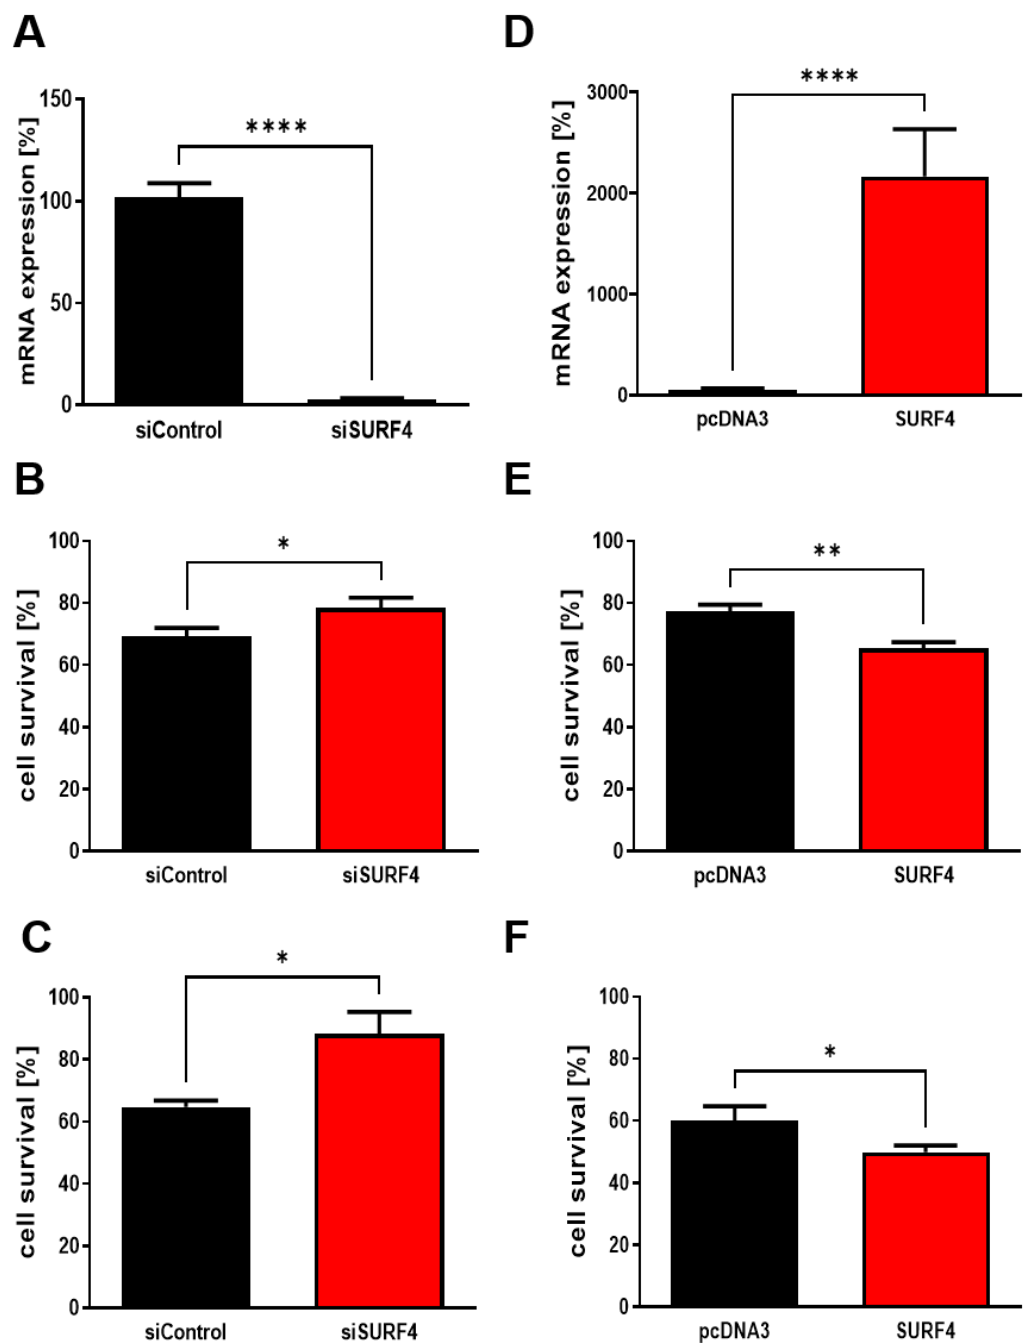 A
mRNA expression [%]
150
100
50
0
****
siControl
siSURF4
D
mRNA expression [%]
3000
2000
1000
0
****
pcDNA3
SURF4
B
cell survival [%]
100
80
60
40
20
0
*
siControl
siSURF4
E
cell survival [%]
100
80
60
40
20
0
**
pcDNA3
SURF4
C
cell survival [%]
100
80
60
40
20
0
*
siControl
siSURF4
F
cell survival [%]
100
80
60
40
20
0
*
pcDNA3
SURF4